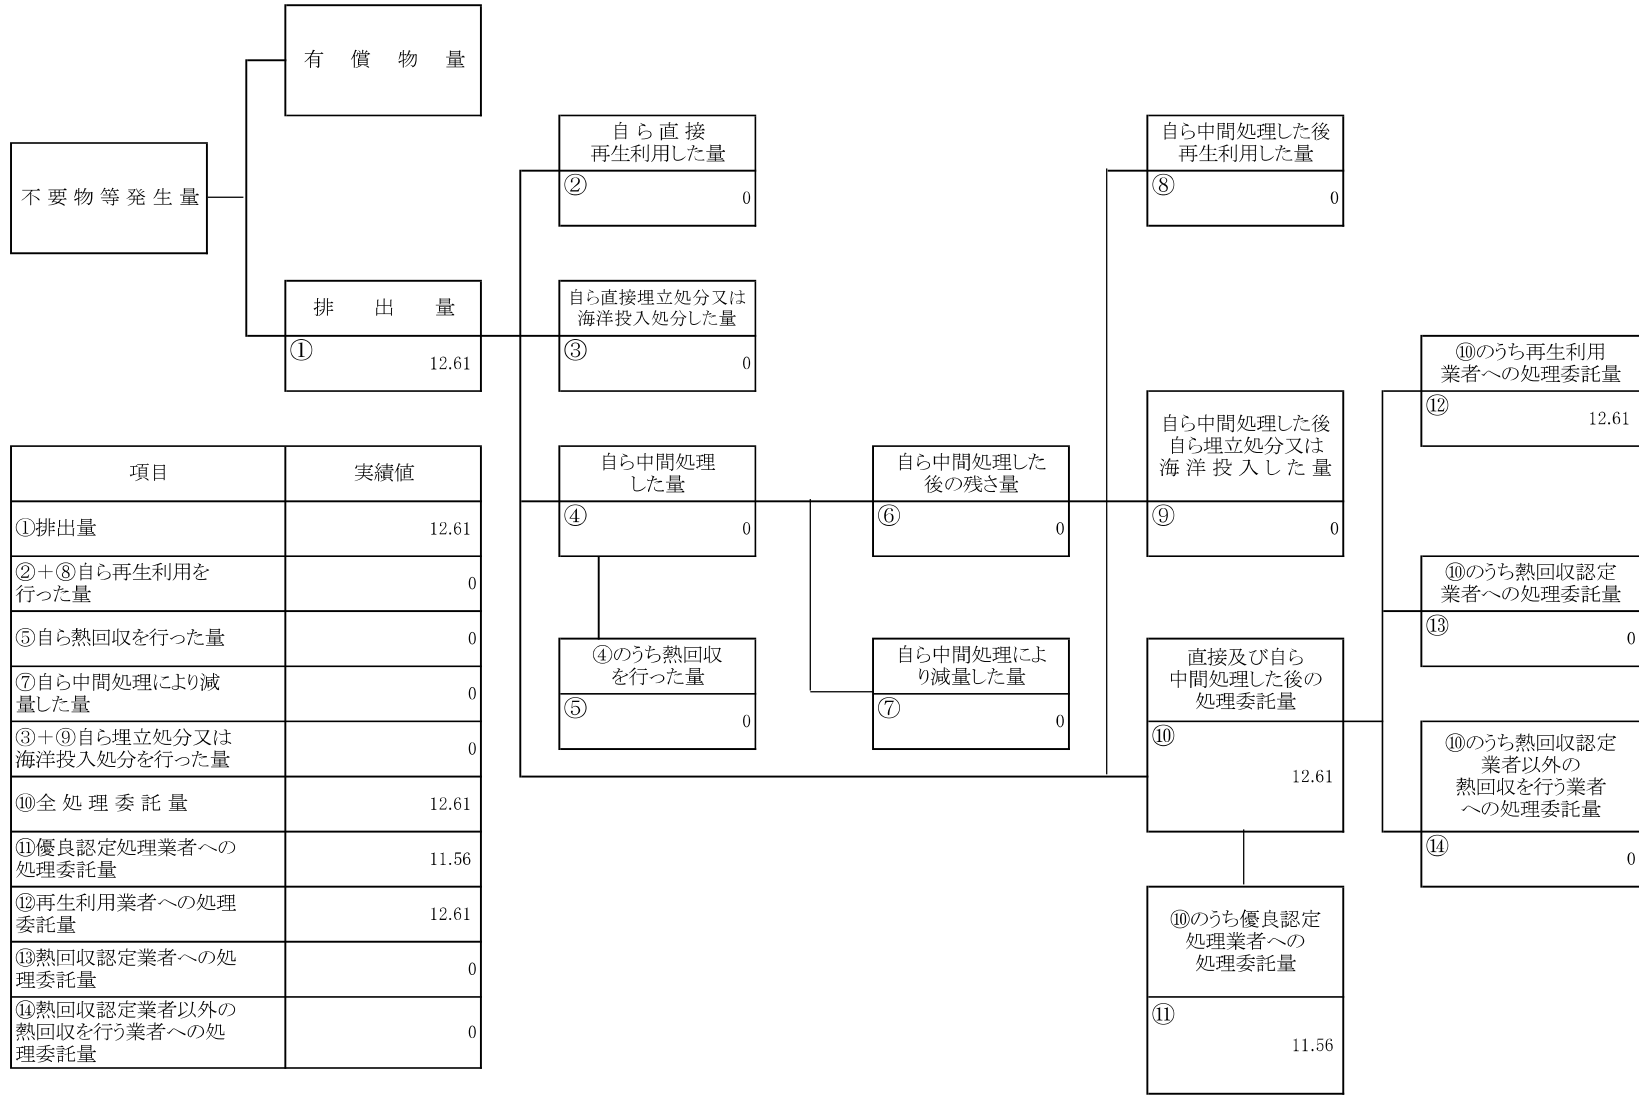 有償物量
不要物等発生量
排出量
①
12.61
自ら直接
再生利用した量
②
0
自ら直接埋立処分又は
海洋投入処分した量
③
0
自ら中間処理
した量
④
0
④のうち熱回収
を行った量
⑤
0
自ら中間処理した
後の残さ量
⑥
0
自ら中間処理によ
り減量した量
⑦
0
自ら中間処理した後
再生利用した量
⑧
0
自ら中間処理した後
自ら埋立処分又は
海洋投入した量
⑨
0
直接及び自ら
中間処理した後の
処理委託量
⑩
12.61
⑩のうち優良認定
処理業者への
処理委託量
⑪
11.56
⑩のうち再生利用
業者への処理委託量
⑫
12.61
⑩のうち熱回収認定
業者への処理委託量
⑬
0
⑩のうち熱回収認定
業者以外の
熱回収を行う業者
への処理委託量
⑭
0
項目 実績値
①排出量 12.61
②＋⑧自ら再生利用を
行った量 0
⑤自ら熱回収を行った量 0
⑦自ら中間処理により減
量した量 0
③＋⑨自ら埋立処分又は
海洋投入処分を行った量 0
⑩全処理委託量 12.61
⑪優良認定処理業者への
処理委託量 11.56
⑫再生利用業者への処理
委託量 12.61
⑬熱回収認定業者への処
理委託量 0
⑭熱回収認定業者以外の
熱回収を行う業者への処
理委託量 0